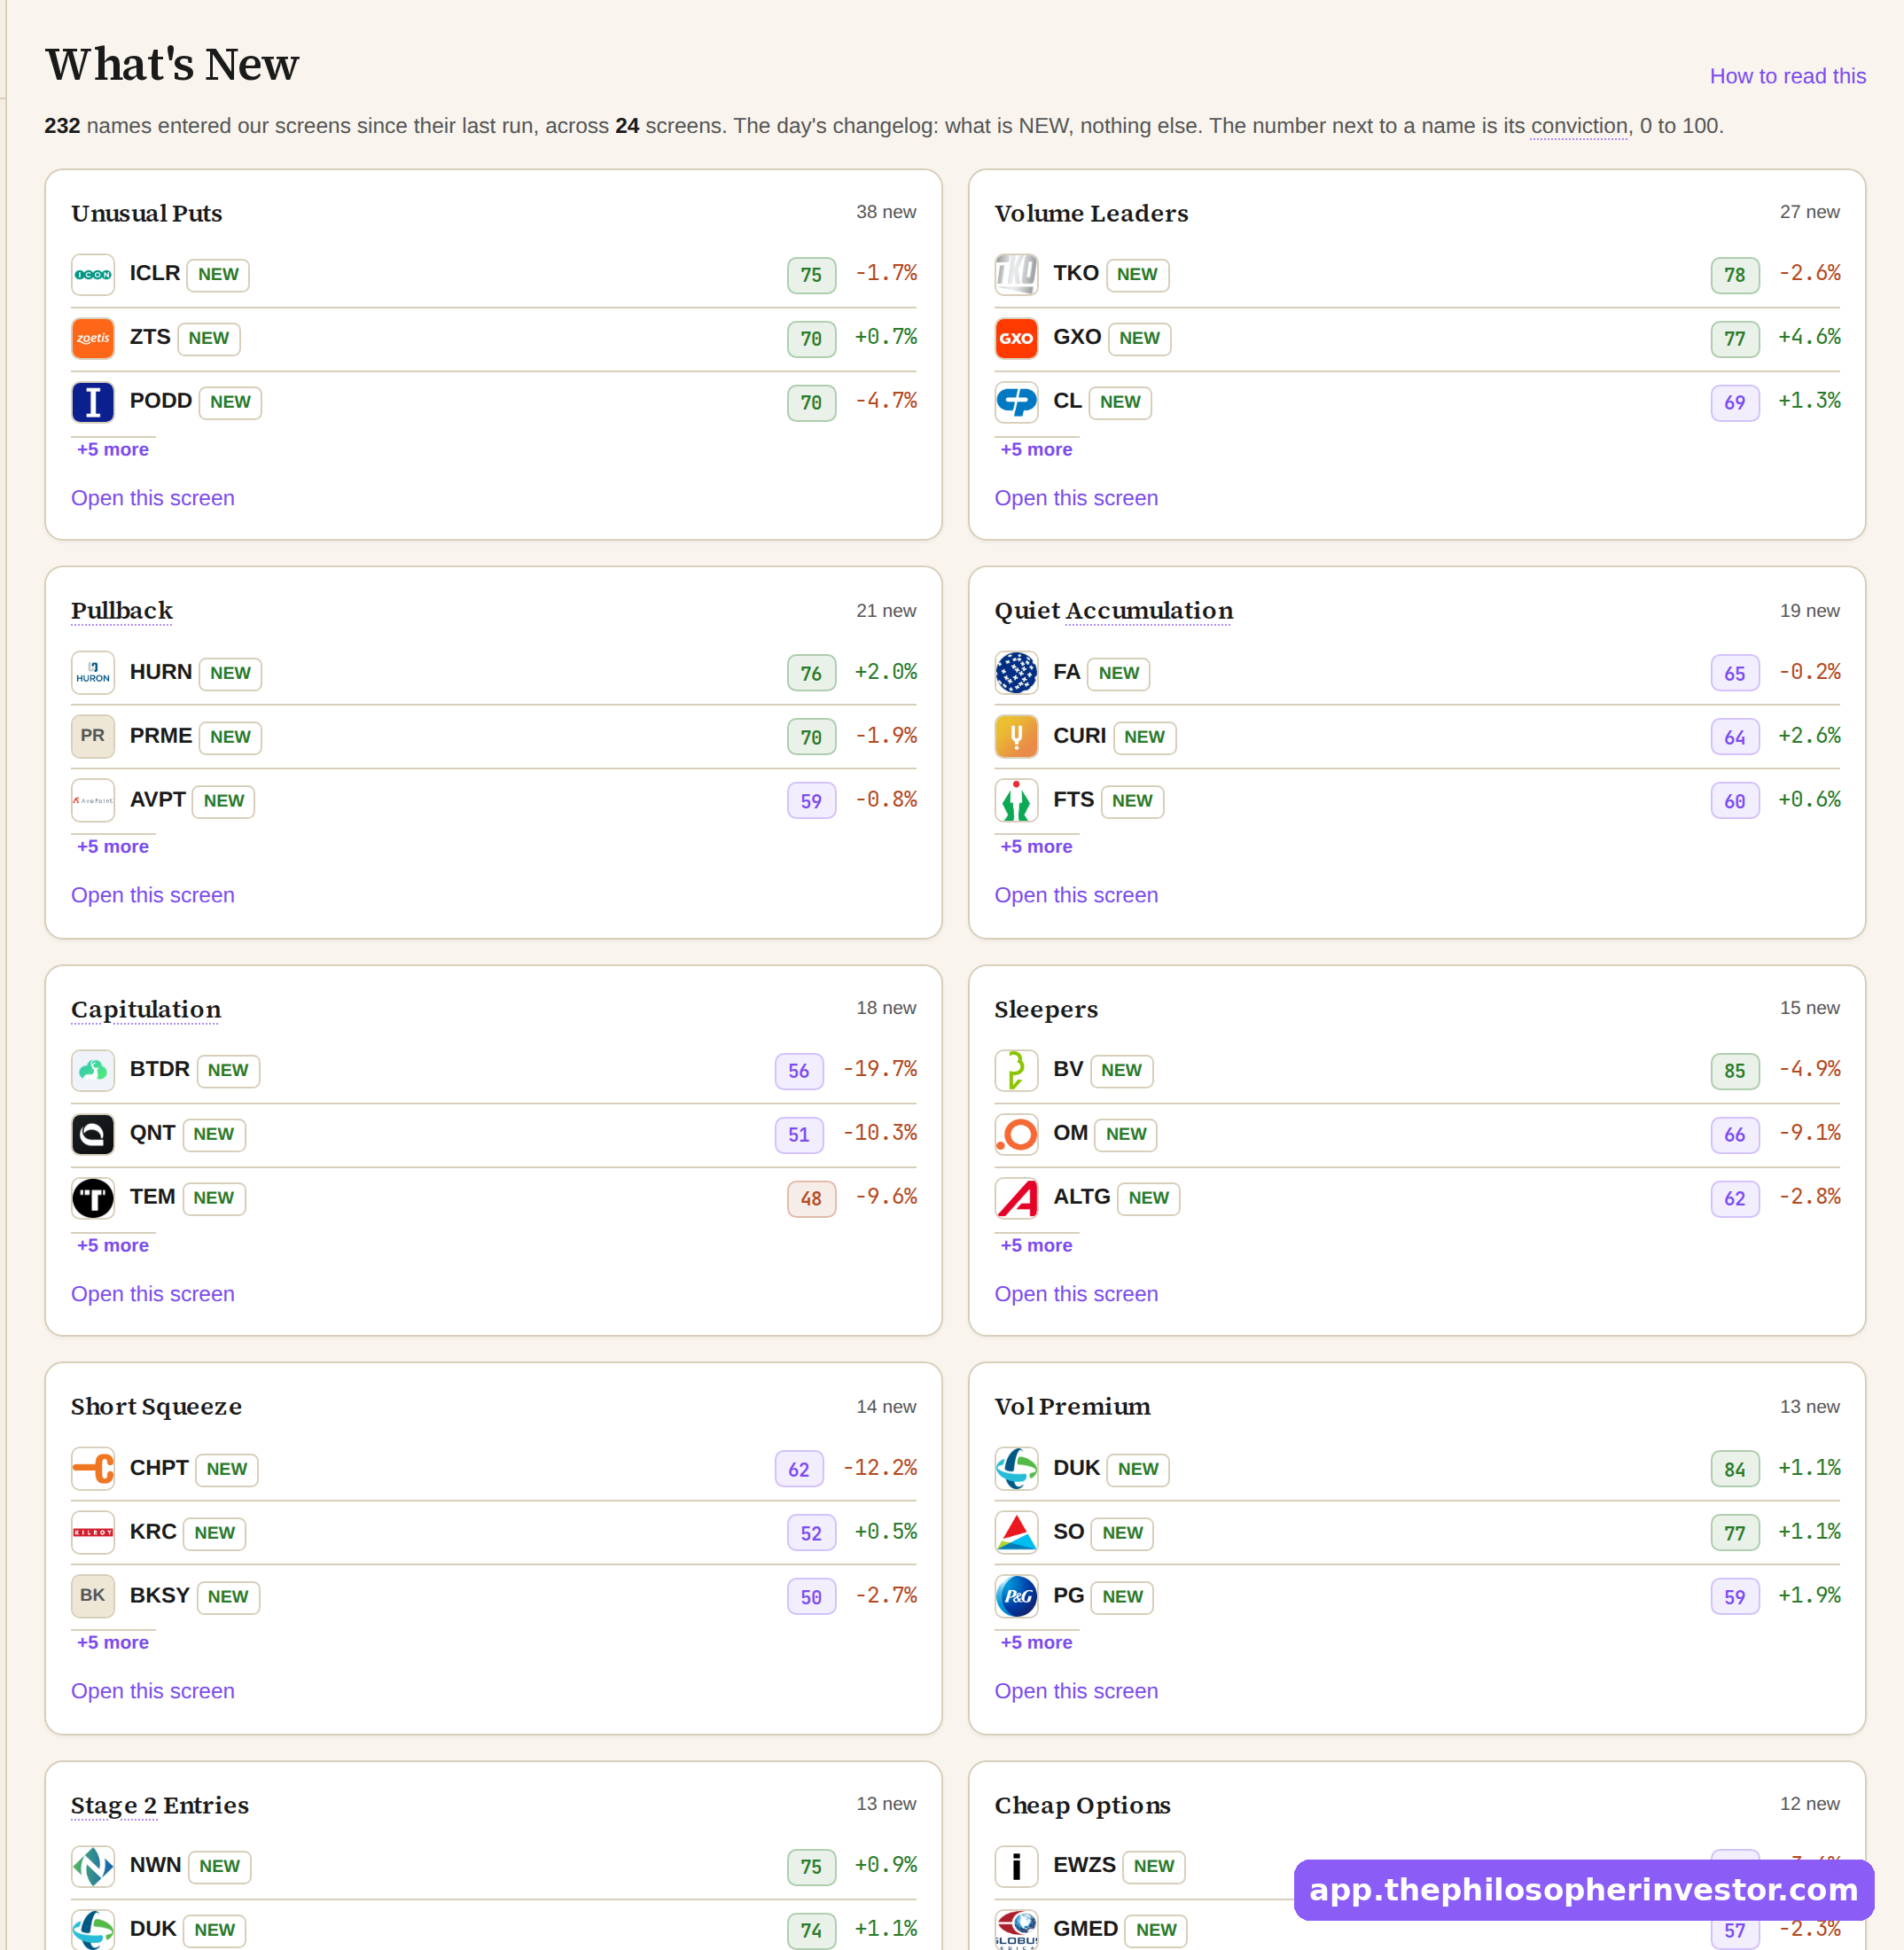 What's New
How to read this
232 names entered our screens since their last run, across 24 screens. The day's changelog: what is NEW, nothing else. The number next to a name is its conviction, 0 to 100.
Unusual Puts
38 new
ICON
ICLR NEW 75 -1.7%
zoetis
ZTS NEW 70 +0.7%
I
PODD NEW 70 -4.7%
+5 more
Open this screen
Volume Leaders
27 new
TKO
TKO NEW 78 -2.6%
GXO
GXO NEW 77 +4.6%
CL NEW 69 +1.3%
+5 more
Open this screen
Pullback
21 new
HURON
HURN NEW 76 +2.0%
PR
PRME NEW 70 -1.9%
AvePoint
AVPT NEW 59 -0.8%
+5 more
Open this screen
Quiet Accumulation
19 new
FA NEW 65 -0.2%
CURI NEW 64 +2.6%
FTS NEW 60 +0.6%
+5 more
Open this screen
Capitulation
18 new
BTDR NEW 56 -19.7%
QNT NEW 51 -10.3%
T
TEM NEW 48 -9.6%
+5 more
Open this screen
Sleepers
15 new
BV NEW 85 -4.9%
OM NEW 66 -9.1%
ALTG NEW 62 -2.8%
+5 more
Open this screen
Short Squeeze
14 new
CHPT NEW 62 -12.2%
KILROY
KRC NEW 52 +0.5%
BK
BKSY NEW 50 -2.7%
+5 more
Open this screen
Vol Premium
13 new
DUK NEW 84 +1.1%
SO NEW 77 +1.1%
P&G
PG NEW 59 +1.9%
+5 more
Open this screen
Stage 2 Entries
13 new
NWN NEW 75 +0.9%
DUK NEW 74 +1.1%
Cheap Options
12 new
i
EWZS NEW
GLOBUS
GMED NEW 57 -2.3%
app.thephilosopherinvestor.com